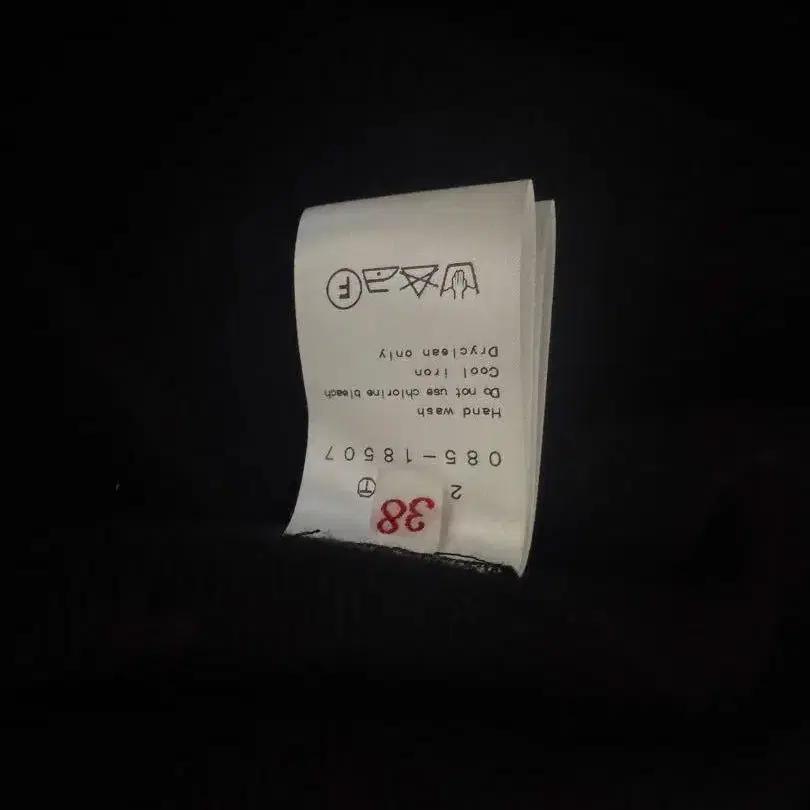 38
2 T
085-18507
Hand wash
Do not use chlorine bleach
Cool iron
Dryclean only
F